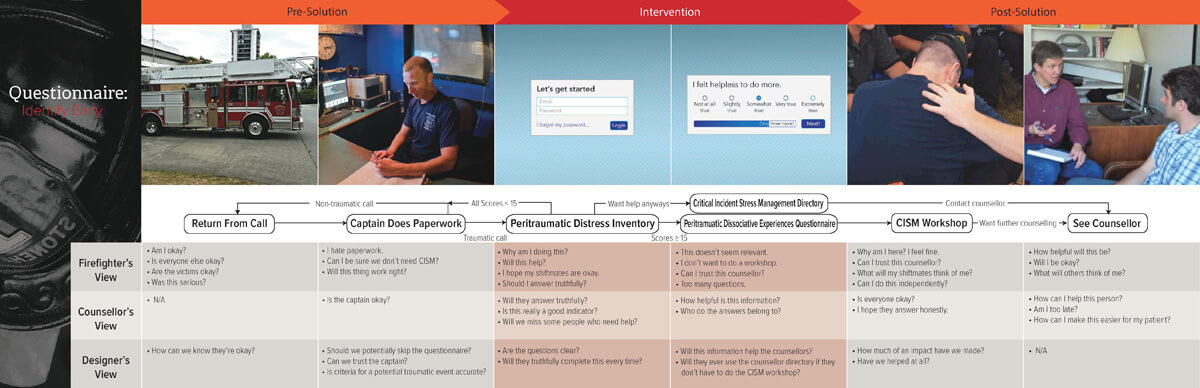 Pre-Solution
Intervention
Post-Solution
Questionnaire:
Identify Early
Let's get started
Email
Password
I forgot my password...
Login
I felt helpless to do more.
Not at all true
Slightly true
Somewhat true
Very true
Extremely true
Only three more!
Next!
Non-traumatic call
All Scores < 15
Want help anyways
Critical Incident Stress Management Directory
Contact counsellor
Return From Call
Captain Does Paperwork
Peritraumatic Distress Inventory
Peritramuatic Dissociative Experiences Questionnaire
CISM Workshop
Want further counselling
See Counsellor
Traumatic call
Scores ≥ 15
Firefighter's
View
• Am I okay?
• Is everyone else okay?
• Are the victims okay?
• Was this serious?
• I hate paperwork.
• Can I be sure we don't need CISM?
• Will this thing work right?
• Why am I doing this?
• Will this help?
• I hope my shiftmates are okay.
• Should I answer truthfully?
• This doesn't seem relevant.
• I don't want to do a workshop.
• Can I trust this counsellor?
• Too many questions.
• Why am I here? I feel fine.
• Can I trust this counsellor?
• What will my shiftmates think of me?
• Can I do this independently?
• How helpful will this be?
• Will I be okay?
• What will others think of me?
Counsellor's
View
• N/A
• Is the captain okay?
• Will they answer truthfully?
• Is this really a good indicator?
• Will we miss some people who need help?
• How helpful is this information?
• Who do the answers belong to?
• Is everyone okay?
• I hope they answer honestly.
• How can I help this person?
• Am I too late?
• How can I make this easier for my patient?
Designer's
View
• How can we know they're okay?
• Should we potentially skip the questionnaire?
• Can we trust the captain?
• Is criteria for a potential traumatic event accurate?
• Are the questions clear?
• Will they truthfully complete this every time?
• Will this information help the counsellors?
• Will they ever use the counsellor directory if they
don't have to do the CISM workshop?
• How much of an impact have we made?
• Have we helped at all?
• N/A